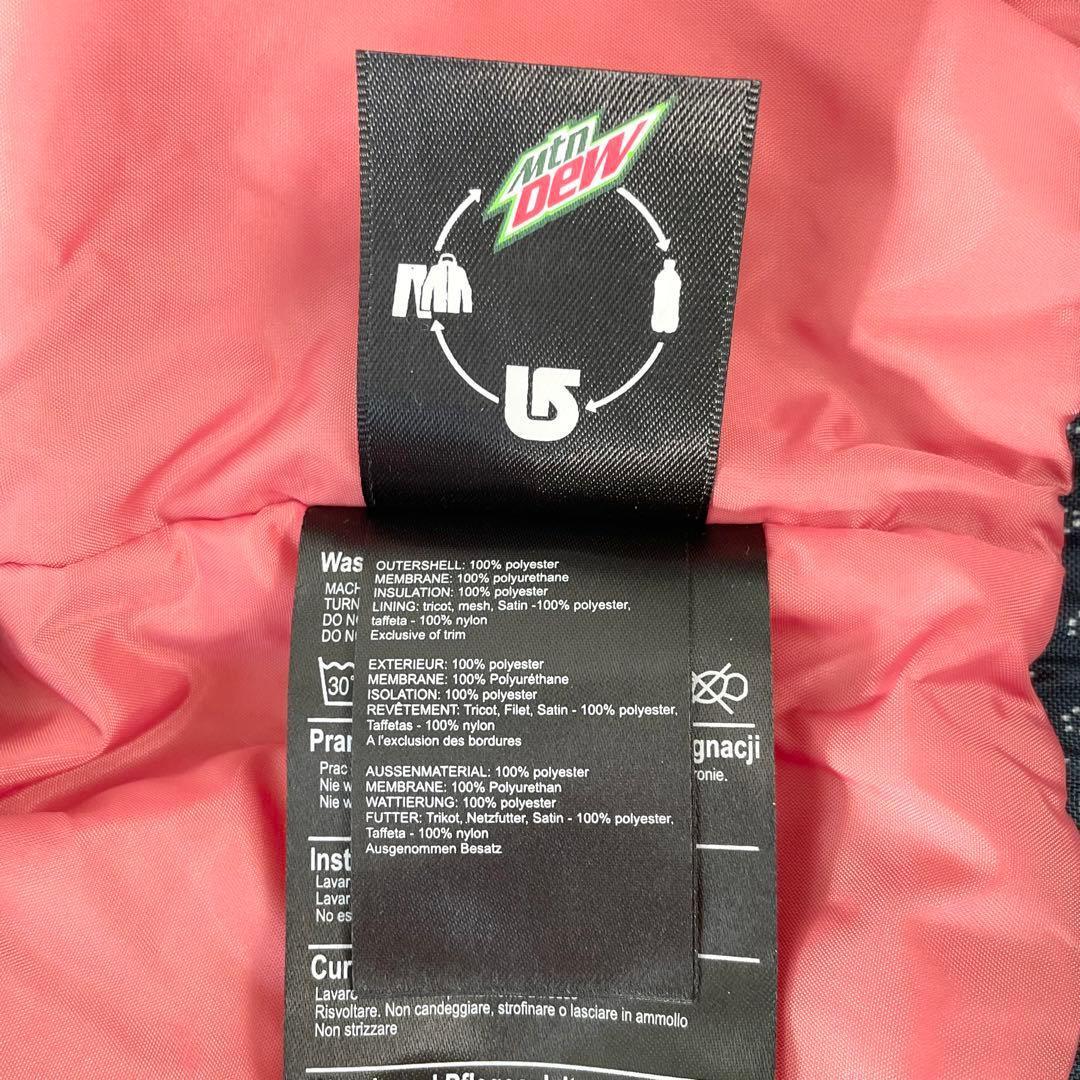 mtn
DEW
Was
MACH
TURN
DO NO
DO N
30°
OUTERSHELL: 100% polyester
MEMBRANE: 100% polyurethane
INSULATION: 100% polyester
LINING: tricot, mesh, Satin -100% polyester,
taffeta - 100% nylon
Exclusive of trim
EXTERIEUR: 100% polyester
MEMBRANE: 100% Polyuréthane
ISOLATION: 100% polyester
REVÊTEMENT: Tricot, Filet, Satin - 100% polyester,
Taffetas - 100% nylon
A l'exclusion des bordures
AUSSENMATERIAL: 100% polyester
MEMBRANE: 100% Polyurethan
WATTIERUNG: 100% polyester
FUTTER: Trikot, Netzfutter, Satin - 100% polyester,
Taffeta - 100% nylon
Ausgenommen Besatz
Prar
gnacji
Prac
ronie.
Nie w
Nie w
Inst
Lavar
Lavar
No es
Cur
Lavare
Risvoltare. Non candeggiare, strofinare o lasciare in ammollo
Non strizzare